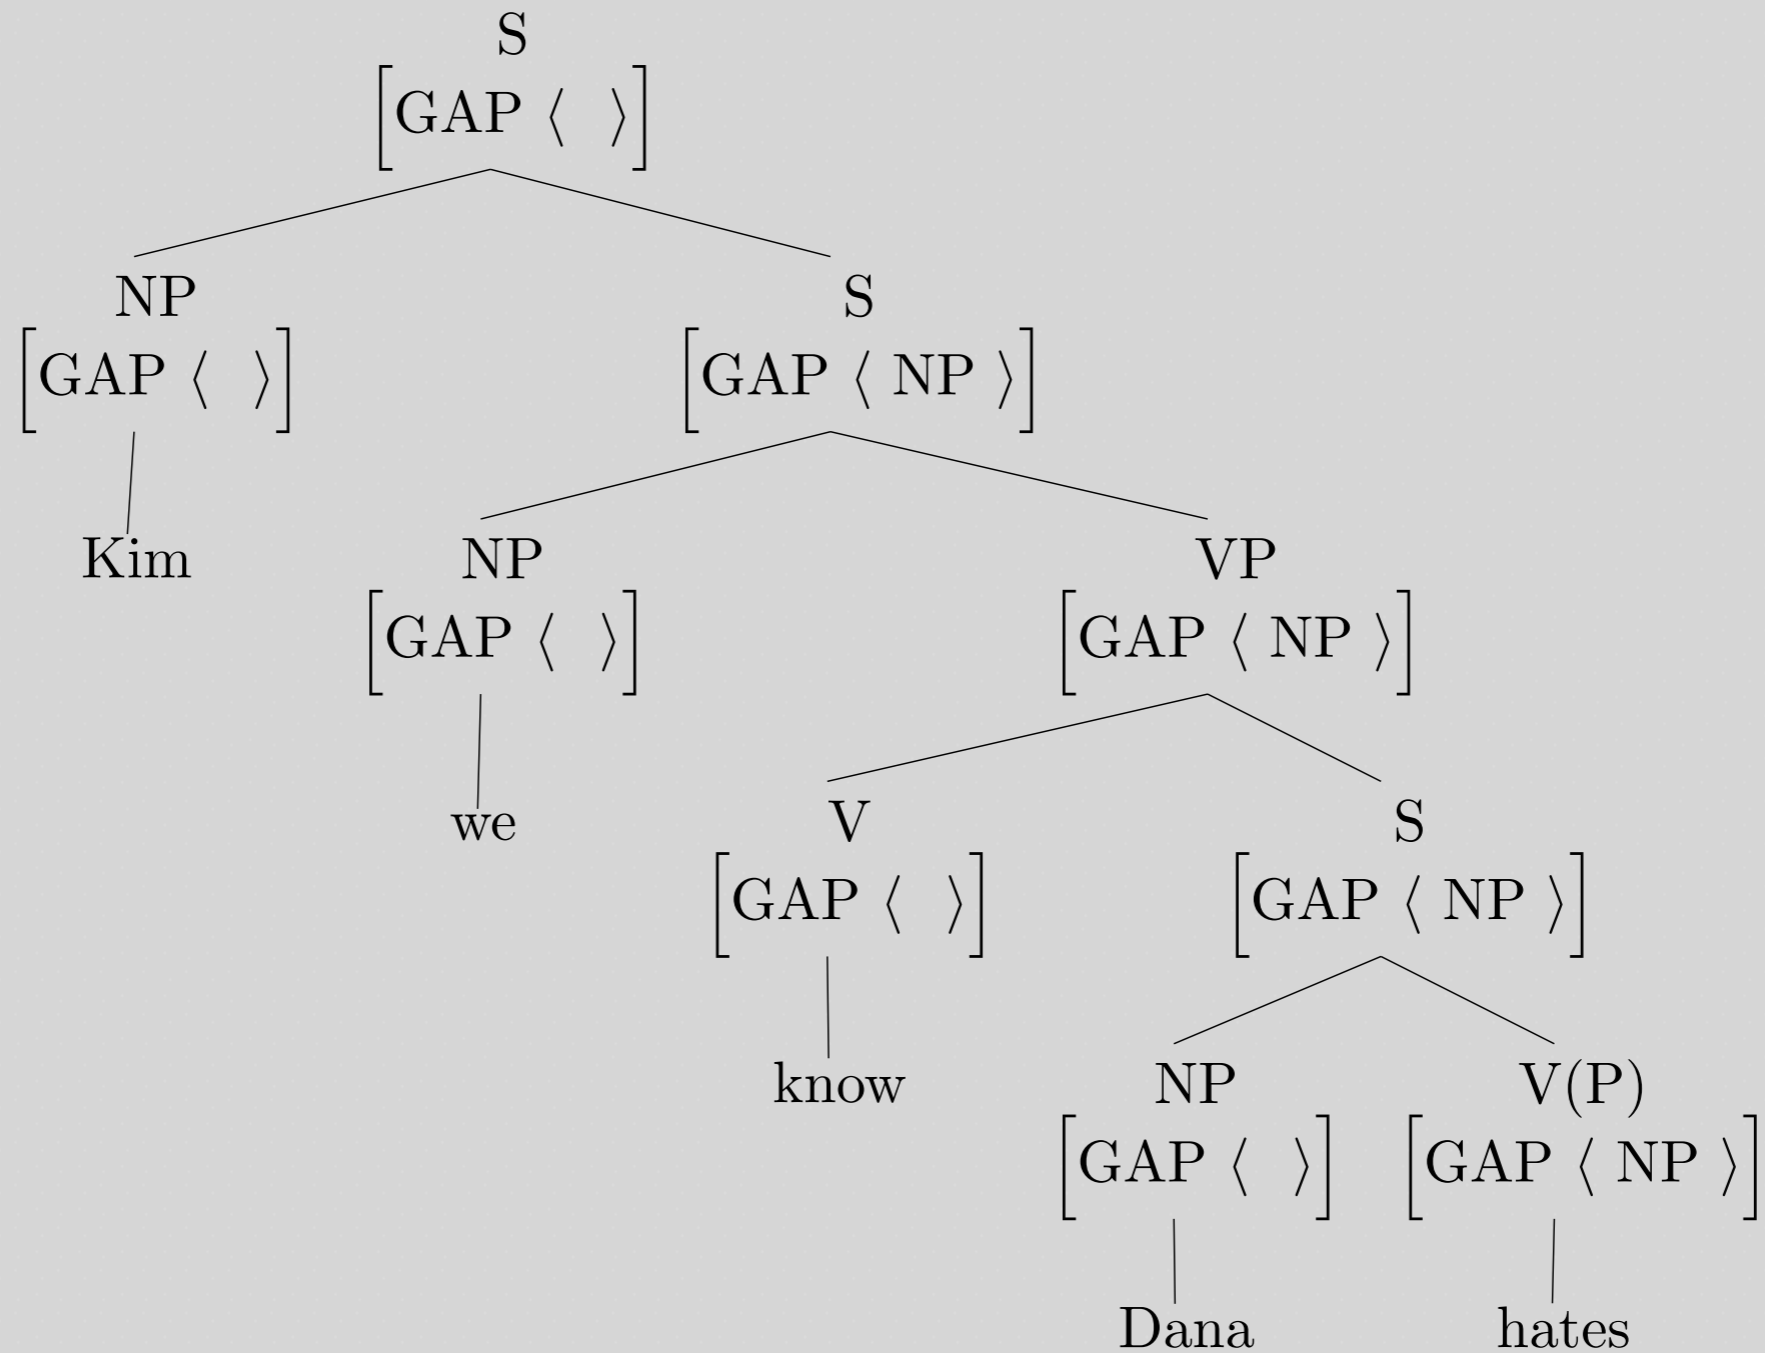 S
[GAP ⟨ ⟩]
NP S
[GAP ⟨ ⟩] [GAP ⟨ NP ⟩]
Kim NP VP
[GAP ⟨ ⟩] [GAP ⟨ NP ⟩]
we V S
[GAP ⟨ ⟩] [GAP ⟨ NP ⟩]
know NP V(P)
[GAP ⟨ ⟩] [GAP ⟨ NP ⟩]
Dana hates